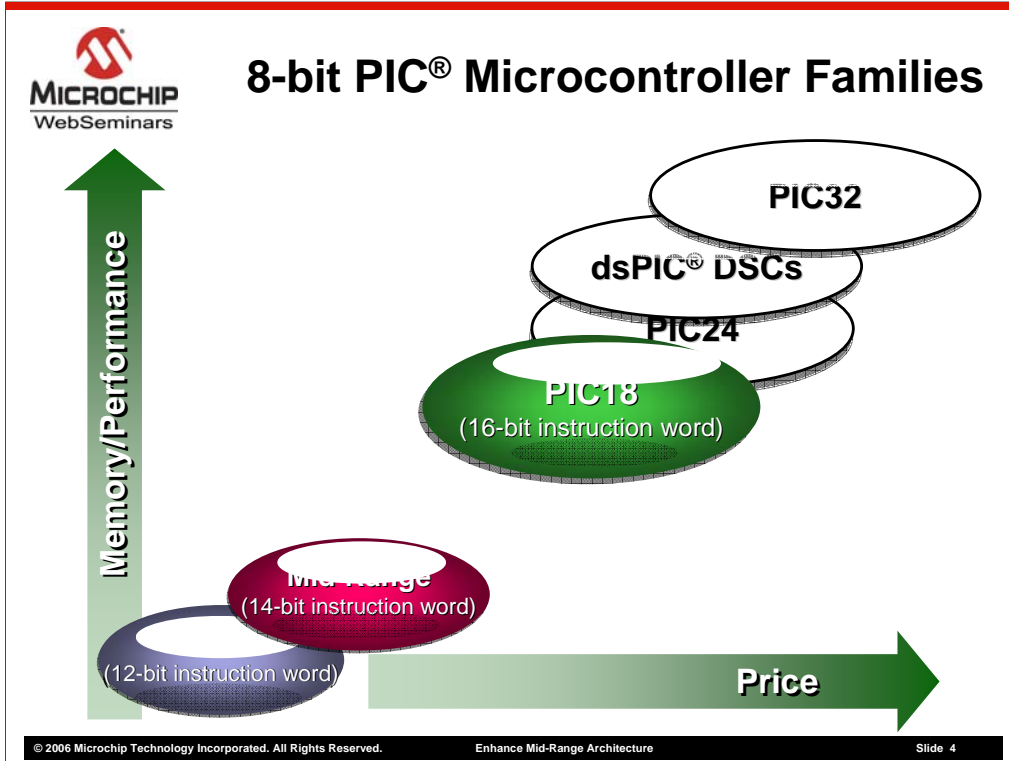 MICROCHIP
WebSeminars
8-bit PIC® Microcontroller Families
Memory/Performance
PIC32
dsPIC® DSCs
PIC24
PIC18
(16-bit instruction word)
Mid-Range
(14-bit instruction word)
(12-bit instruction word)
Price
© 2006 Microchip Technology Incorporated. All Rights Reserved. Enhance Mid-Range Architecture Slide 4